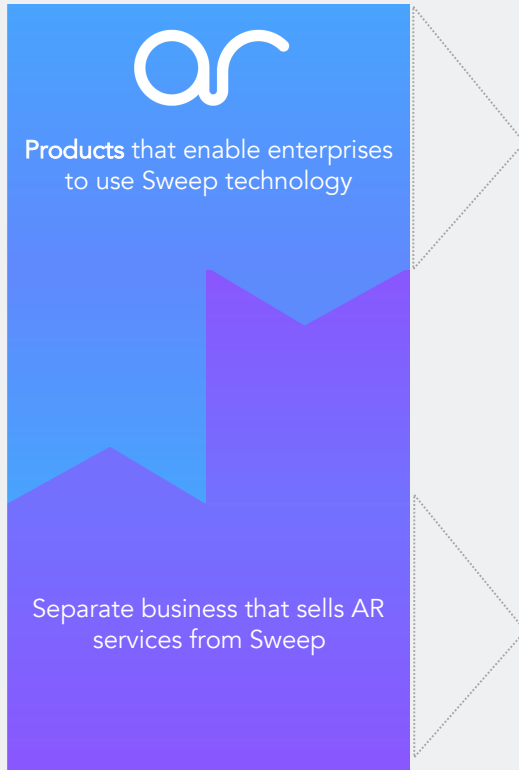 ar
Products that enable enterprises
to use Sweep technology
Separate business that sells AR
services from Sweep